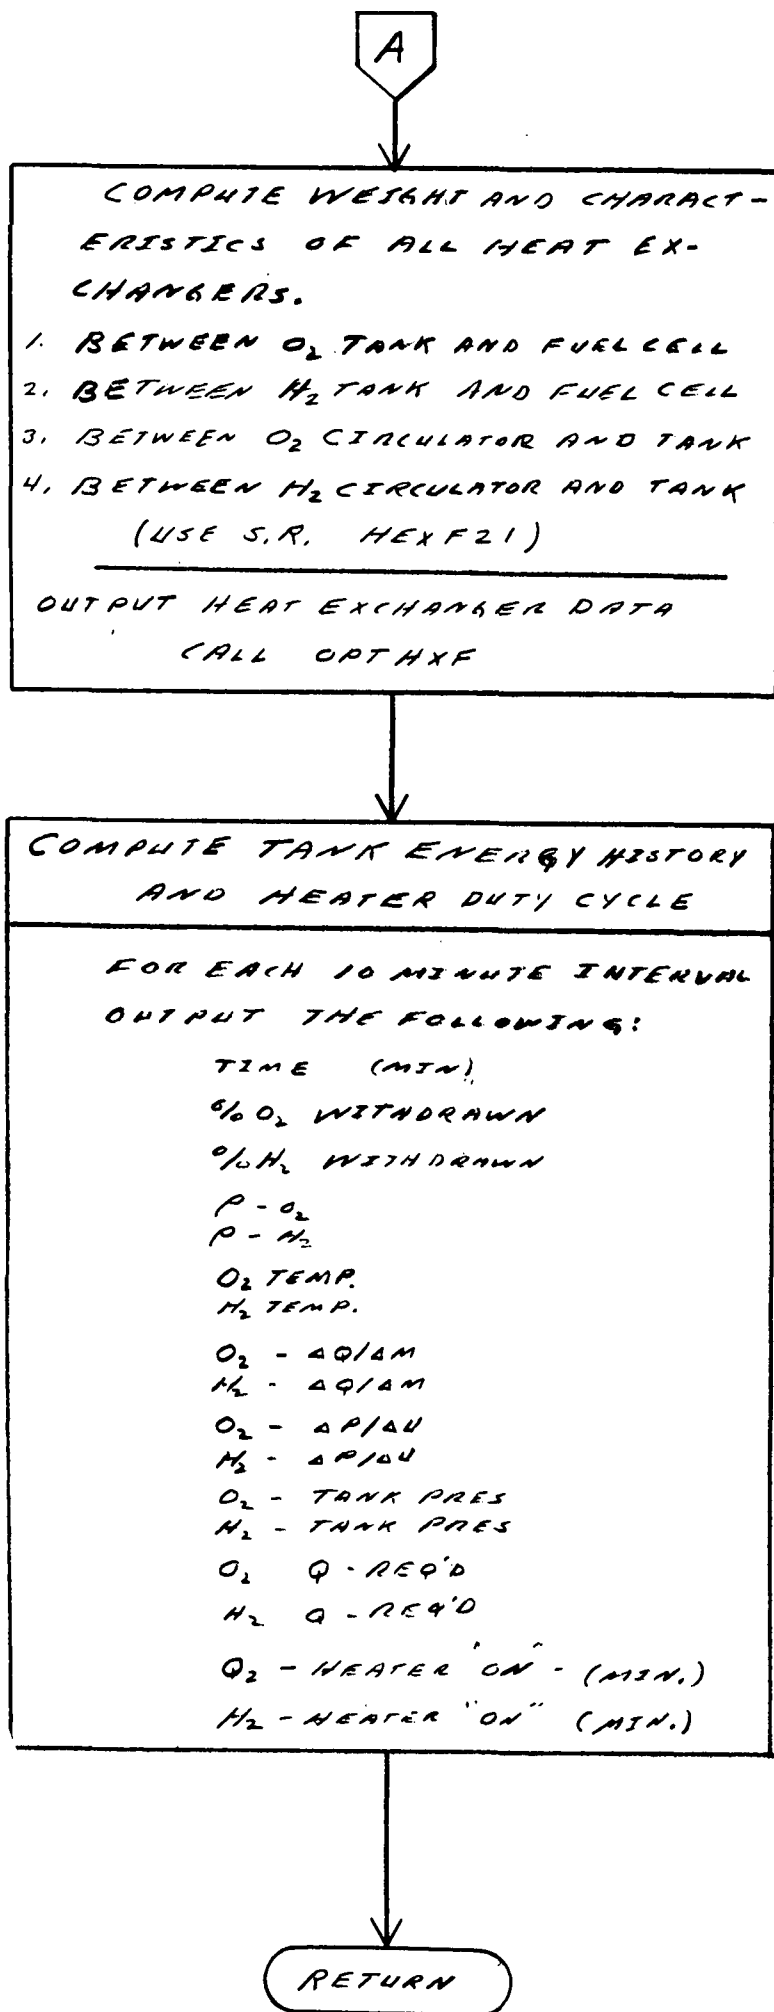 A
COMPUTE WEIGHT AND CHARACT-
ERISTICS OF ALL HEAT EX-
CHANGERS.
1. BETWEEN O₂ TANK AND FUEL CELL
2. BETWEEN H₂ TANK AND FUEL CELL
3. BETWEEN O₂ CIRCULATOR AND TANK
4. BETWEEN H₂ CIRCULATOR AND TANK
(USE S.R. HEXF21)
OUTPUT HEAT EXCHANGER DATA
CALL OPTHXF
COMPUTE TANK ENERGY HISTORY
AND HEATER DUTY CYCLE
FOR EACH 10 MINUTE INTERVAL
OUTPUT THE FOLLOWING:
TIME (MIN)
% O₂ WITHDRAWN
% H₂ WITHDRAWN
ρ - O₂
ρ - H₂
O₂ TEMP.
H₂ TEMP.
O₂ - ΔQ/ΔM
H₂ - ΔQ/ΔM
O₂ - ΔP/ΔU
H₂ - ΔP/ΔU
O₂ - TANK PRES
H₂ - TANK PRES
O₂ Q - REQ'D
H₂ Q - REQ'D
O₂ - HEATER "ON" - (MIN.)
H₂ - HEATER "ON" (MIN.)
RETURN